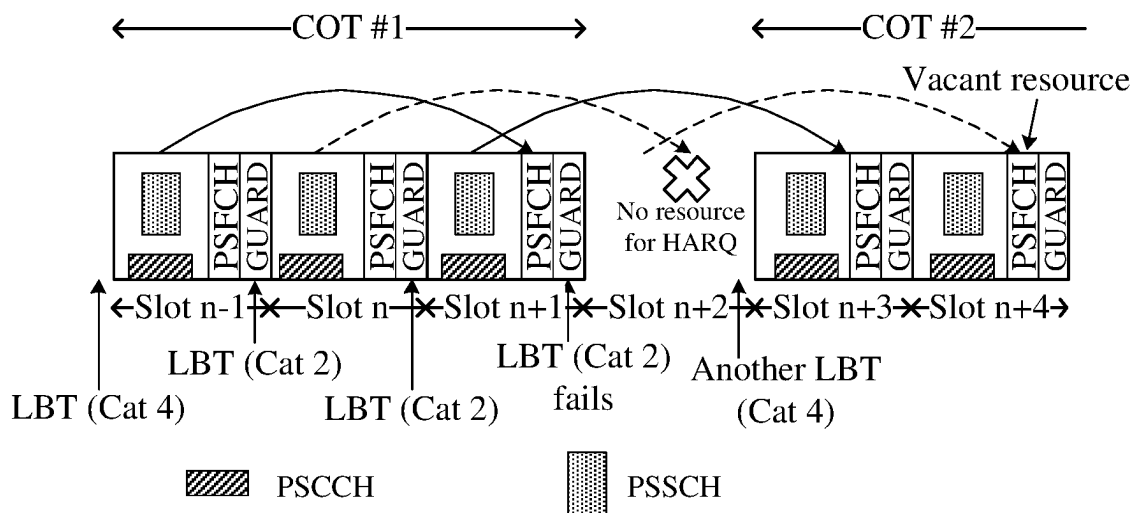 COT #1
COT #2
Vacant resource
PSFCH
GUARD
PSFCH
GUARD
PSFCH
GUARD
No resource
for HARQ
PSFCH
GUARD
PSFCH
GUARD
Slot n-1
Slot n
Slot n+1
Slot n+2
Slot n+3
Slot n+4
LBT (Cat 4)
LBT (Cat 2)
LBT (Cat 2)
LBT (Cat 2)
fails
Another LBT
(Cat 4)
PSCCH
PSSCH